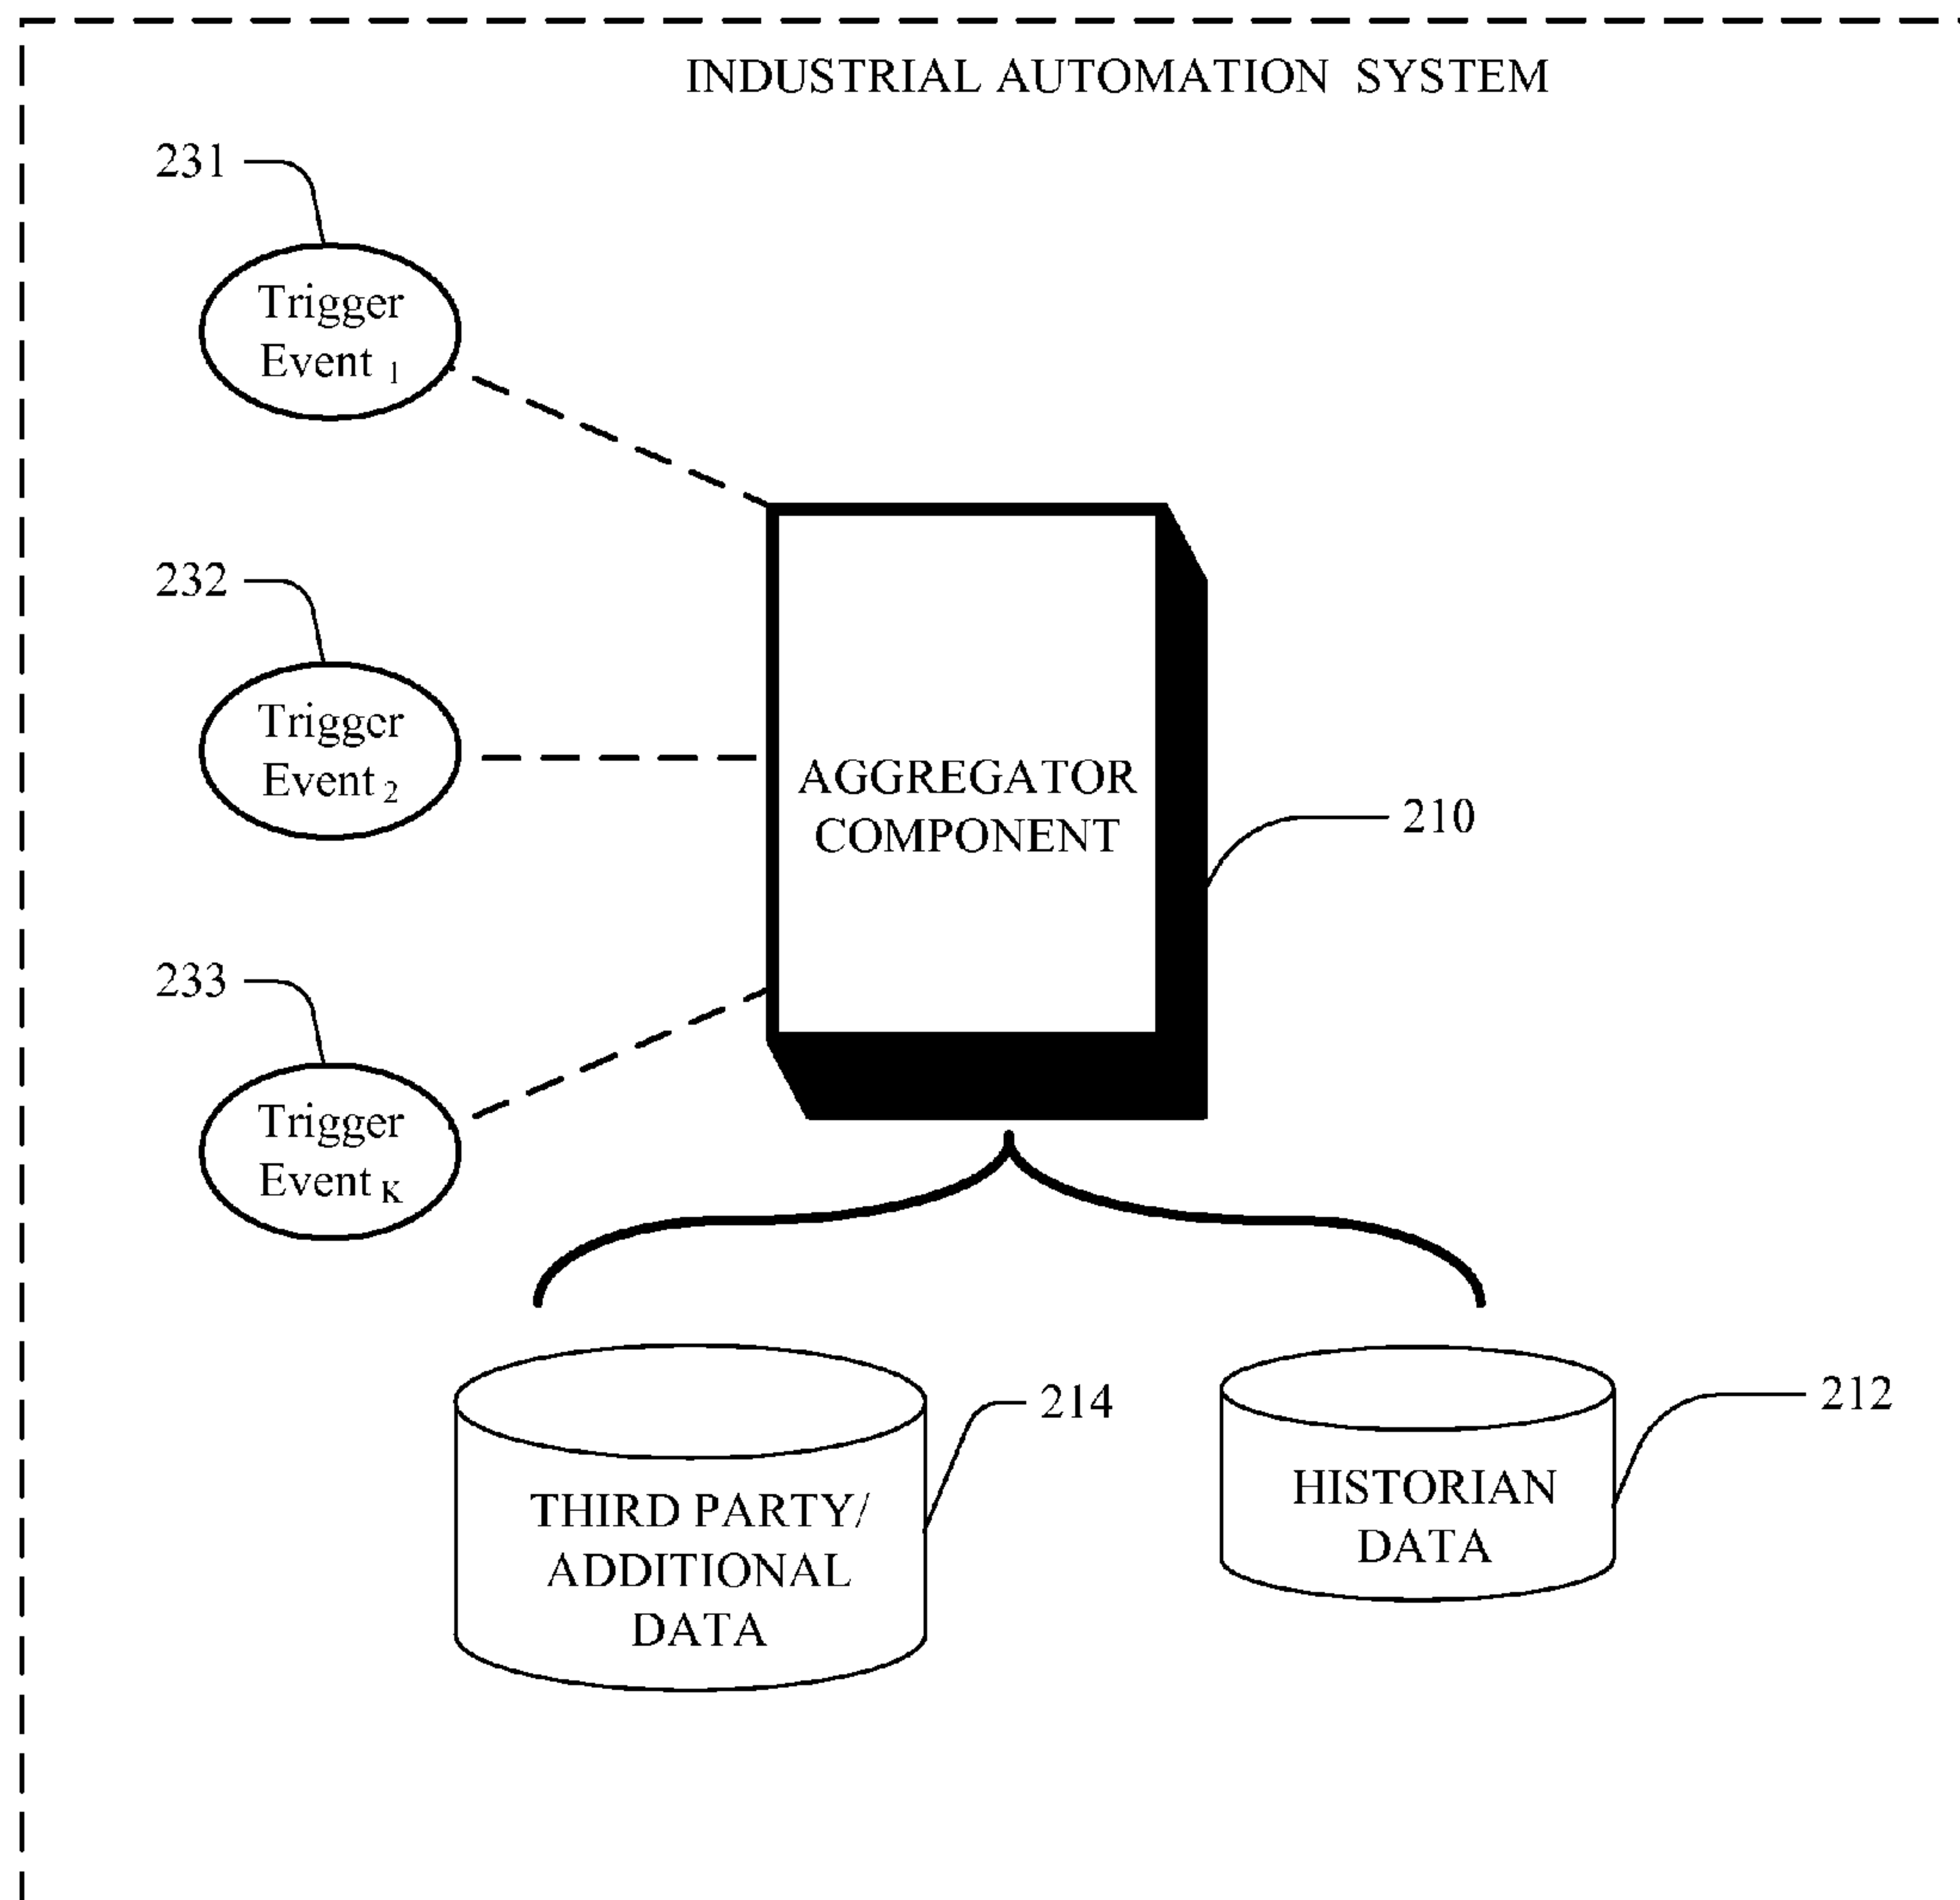 INDUSTRIAL AUTOMATION SYSTEM
231
Trigger
Event 1
232
Trigger
Event 2
AGGREGATOR
COMPONENT
210
233
Trigger
Event K
214
212
THIRD PARTY/
ADDITIONAL
DATA
HISTORIAN
DATA